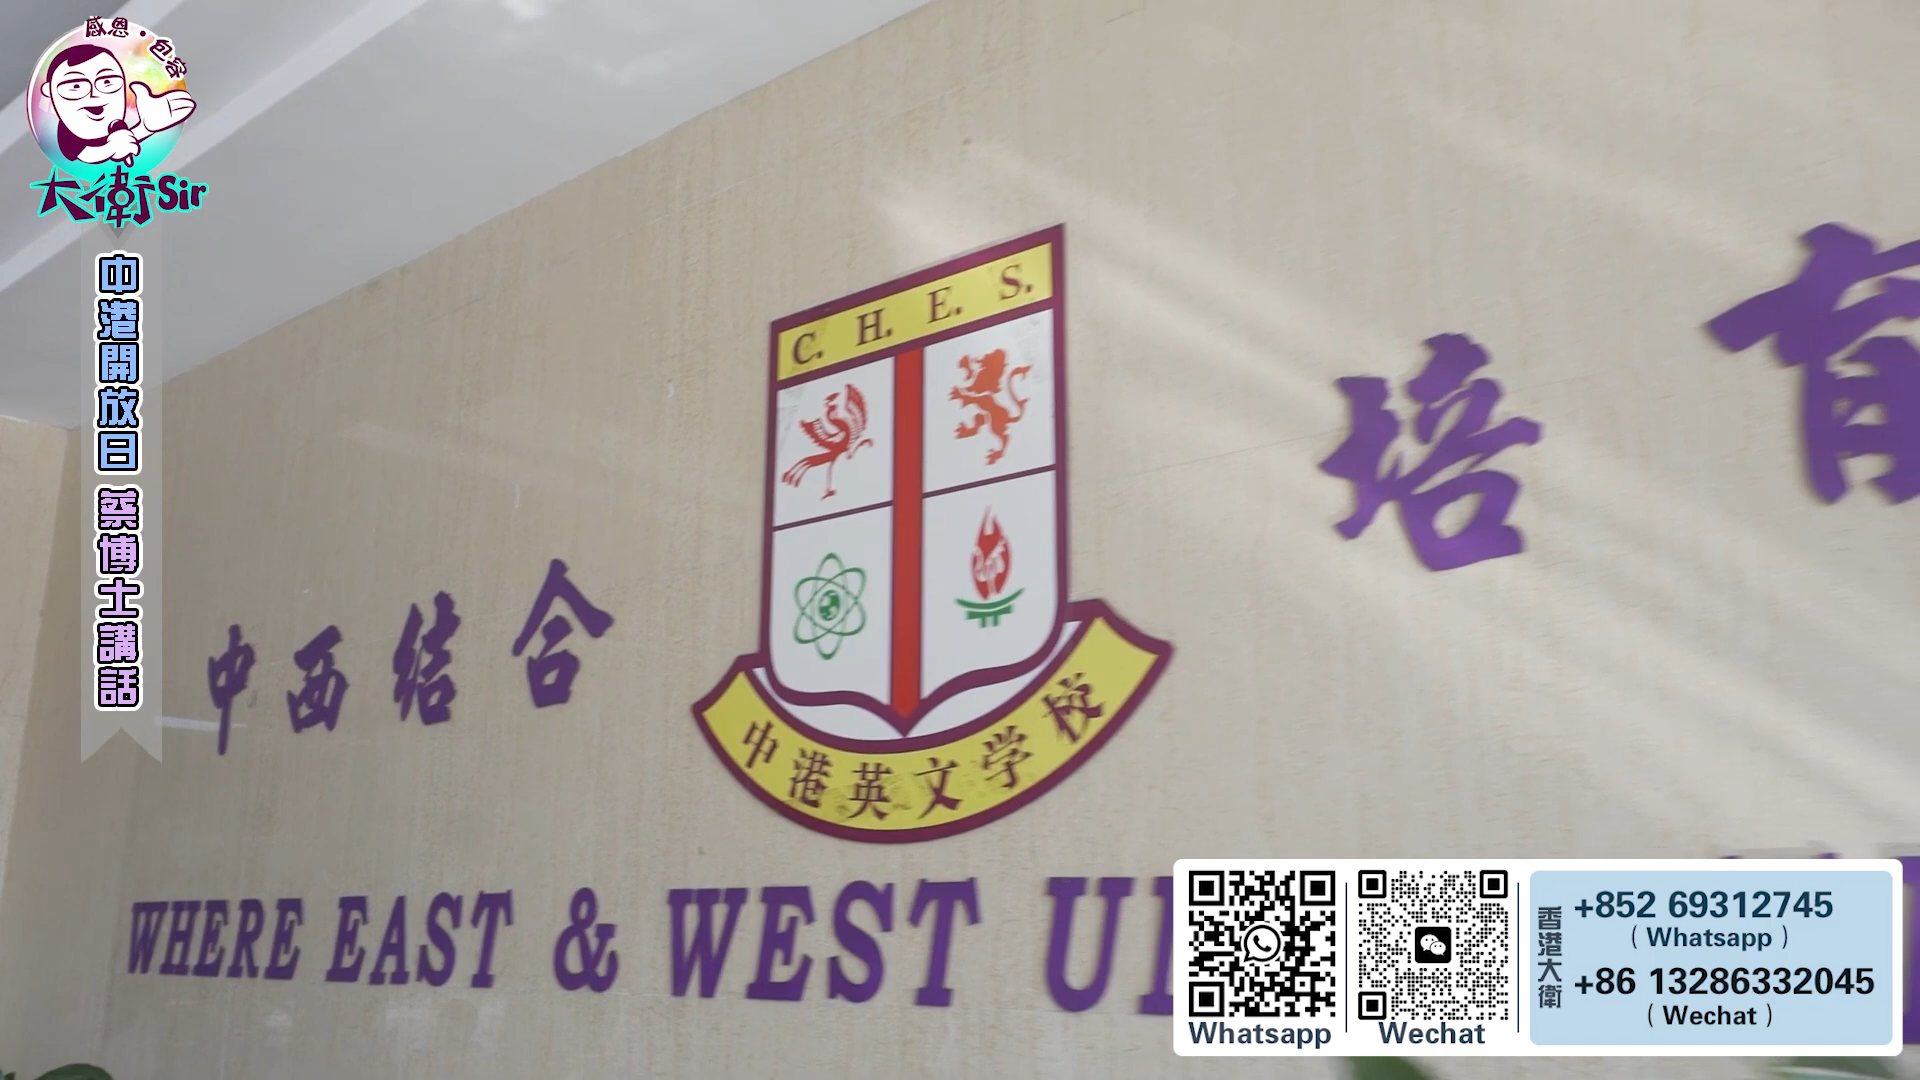 感恩·包容
大衛Sir
中港開放日 蔡博士講話
C. H. E. S.
中港英文学校
中西结合
培育
WHERE EAST & WEST
Whatsapp
Wechat
香港大衛
+852 69312745
( Whatsapp )
+86 13286332045
( Wechat )